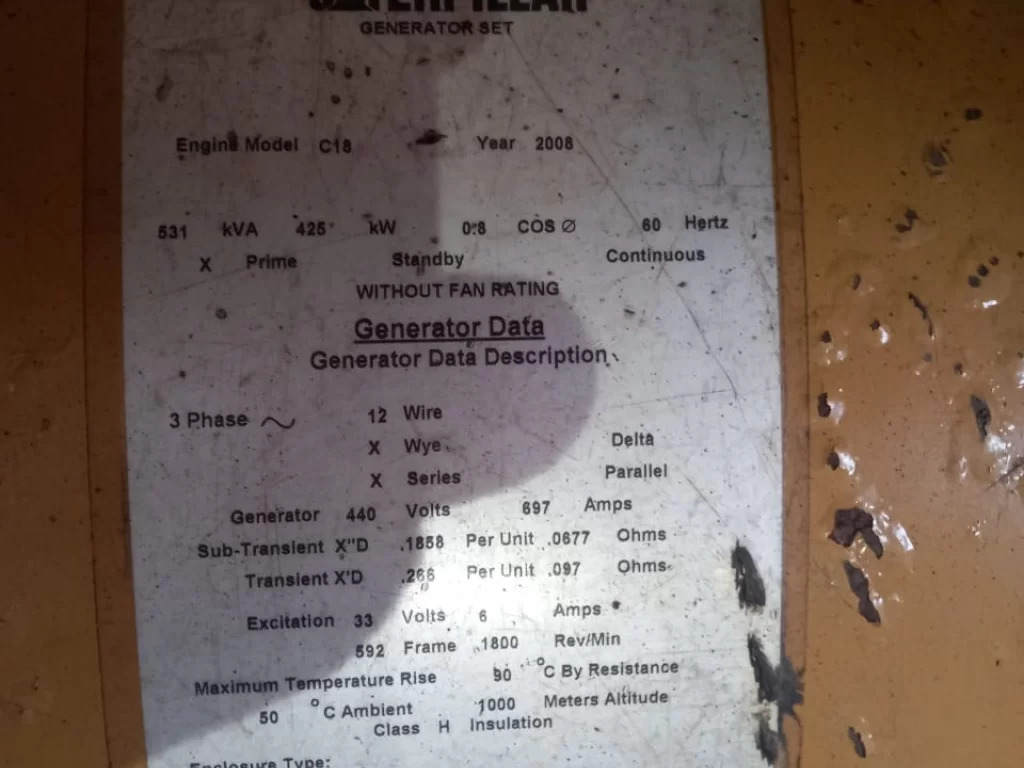 CATERPILLAR
GENERATOR SET
Engine Model C18 Year 2008
531 kVA 425 kW 0.8 COS Ø 60 Hertz
X Prime Standby Continuous
WITHOUT FAN RATING
Generator Data
Generator Data Description
3 Phase ~ 12 Wire
X Wye Delta
X Series Parallel
Generator 440 Volts 697 Amps
Sub-Transient X"D .1858 Per Unit .0677 Ohms
Transient X'D .266 Per Unit .097 Ohms
Excitation 33 Volts 6 Amps
592 Frame 1800 Rev/Min
Maximum Temperature Rise 90 °C By Resistance
50 °C Ambient 1000 Meters Altitude
Class H Insulation
Enclosure Type: